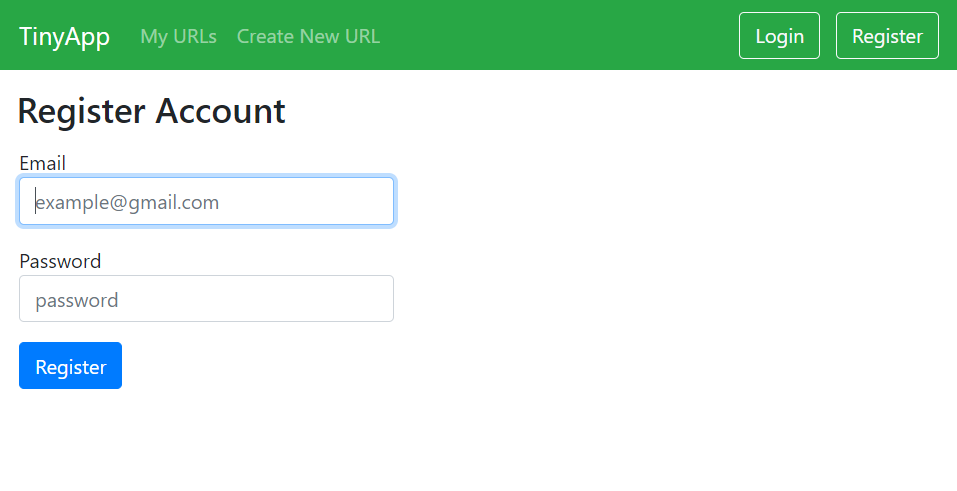 TinyApp My URLs Create New URL Login Register
Register Account
Email
example@gmail.com
Password
password
Register